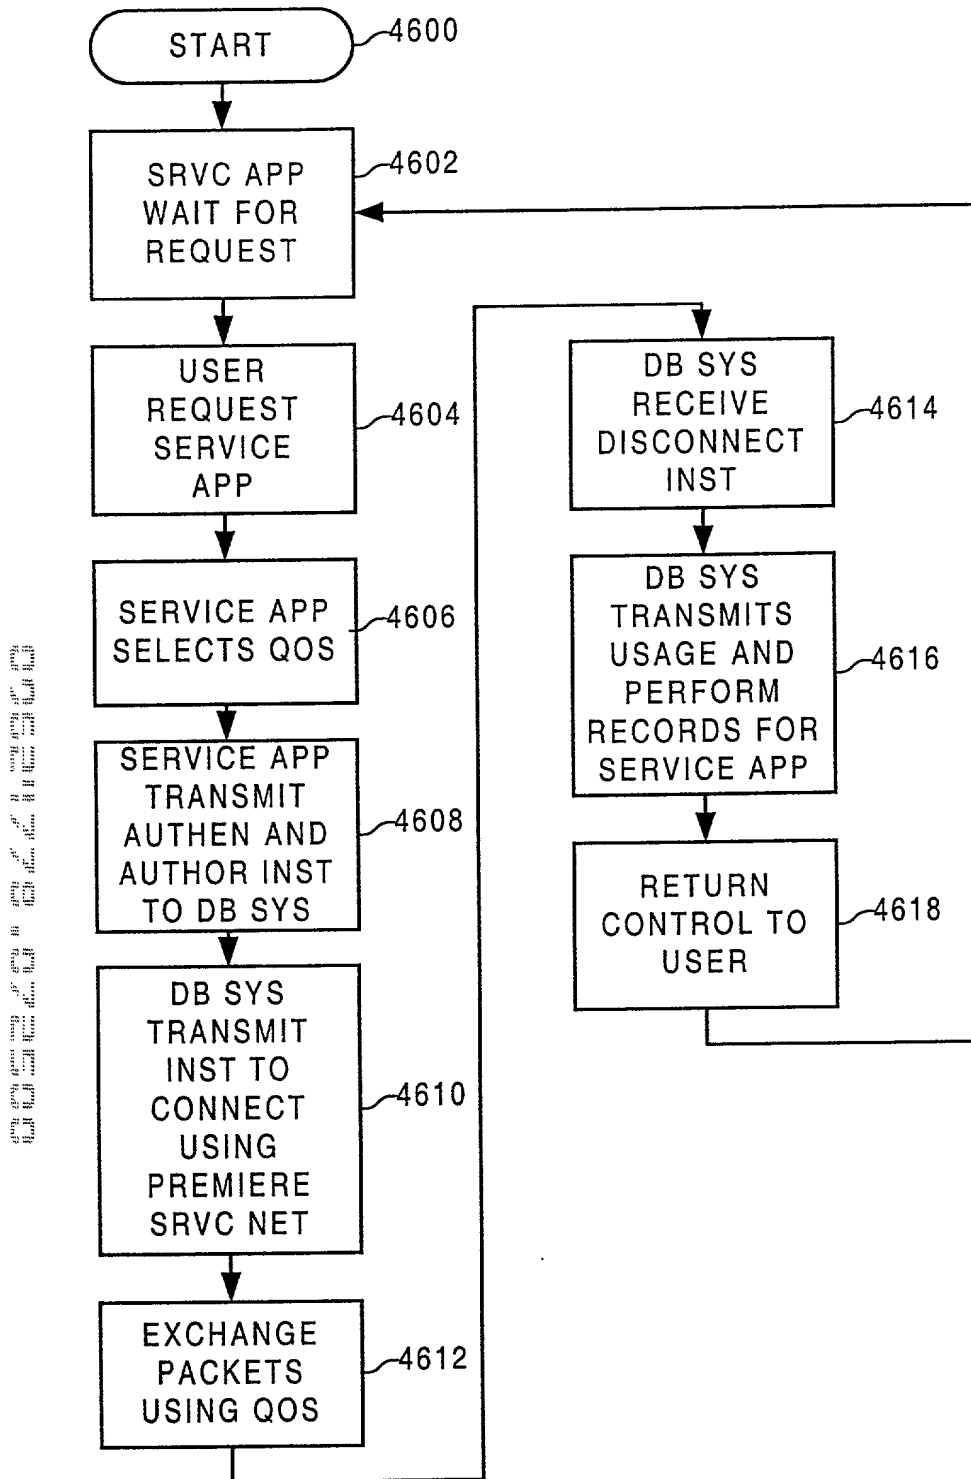 START
4600
SRVC APP
WAIT FOR
REQUEST
4602
USER
REQUEST
SERVICE
APP
4604
SERVICE APP
SELECTS QOS
4606
SERVICE APP
TRANSMIT
AUTHEN AND
AUTHOR INST
TO DB SYS
4608
DB SYS
TRANSMIT
INST TO
CONNECT
USING
PREMIERE
SRVC NET
4610
EXCHANGE
PACKETS
USING QOS
4612
DB SYS
RECEIVE
DISCONNECT
INST
4614
DB SYS
TRANSMITS
USAGE AND
PERFORM
RECORDS FOR
SERVICE APP
4616
RETURN
CONTROL TO
USER
4618